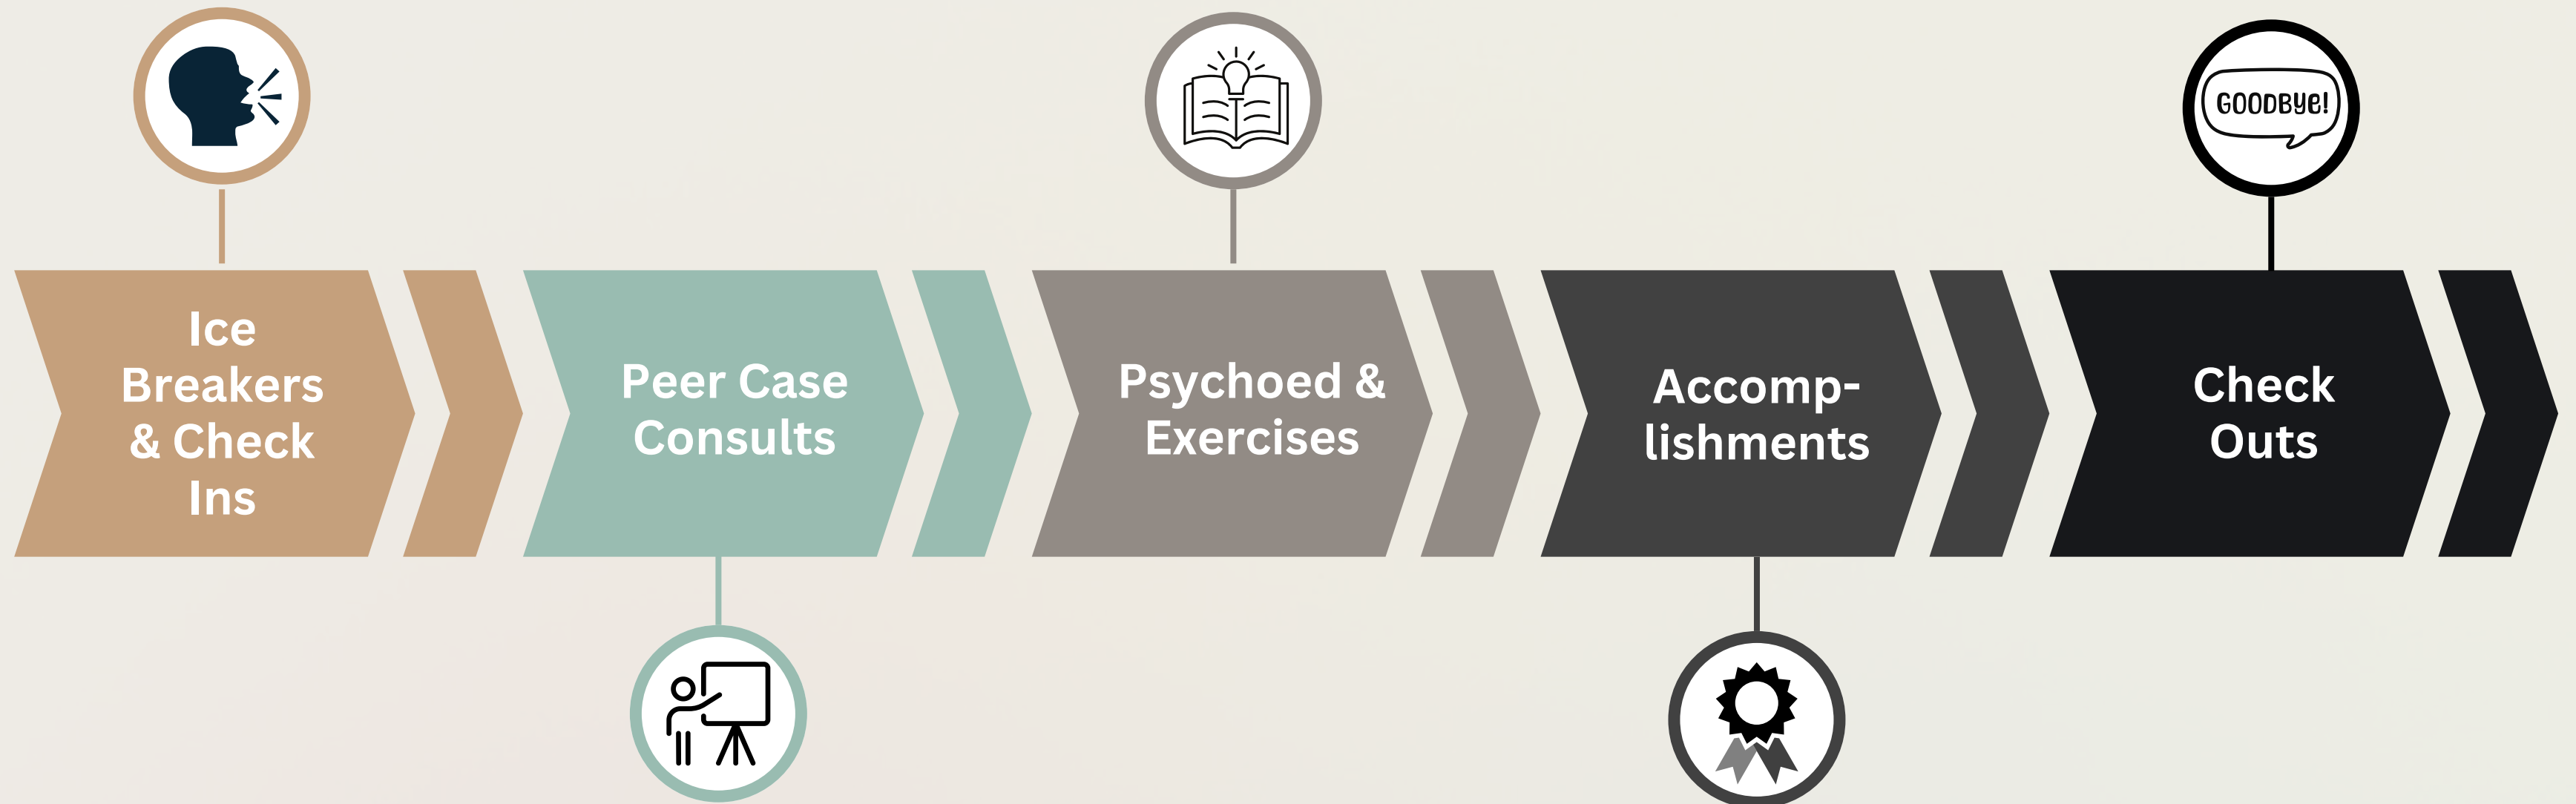 GOODBYE!
Ice
Breakers
& Check
Ins
Peer Case
Consults
Psychoed &
Exercises
Accomp-
lishments
Check
Outs